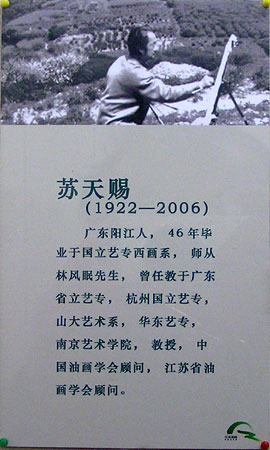 苏天赐
(1922—2006)
广东阳江人， 46 年毕
业于国立艺专西画系， 师从
林风眠先生， 曾任教于广东
省立艺专， 杭州国立艺专，
山大艺术系， 华东艺专，
南京艺术学院， 教授， 中
国油画学会顾问， 江苏省油
画学会顾问。